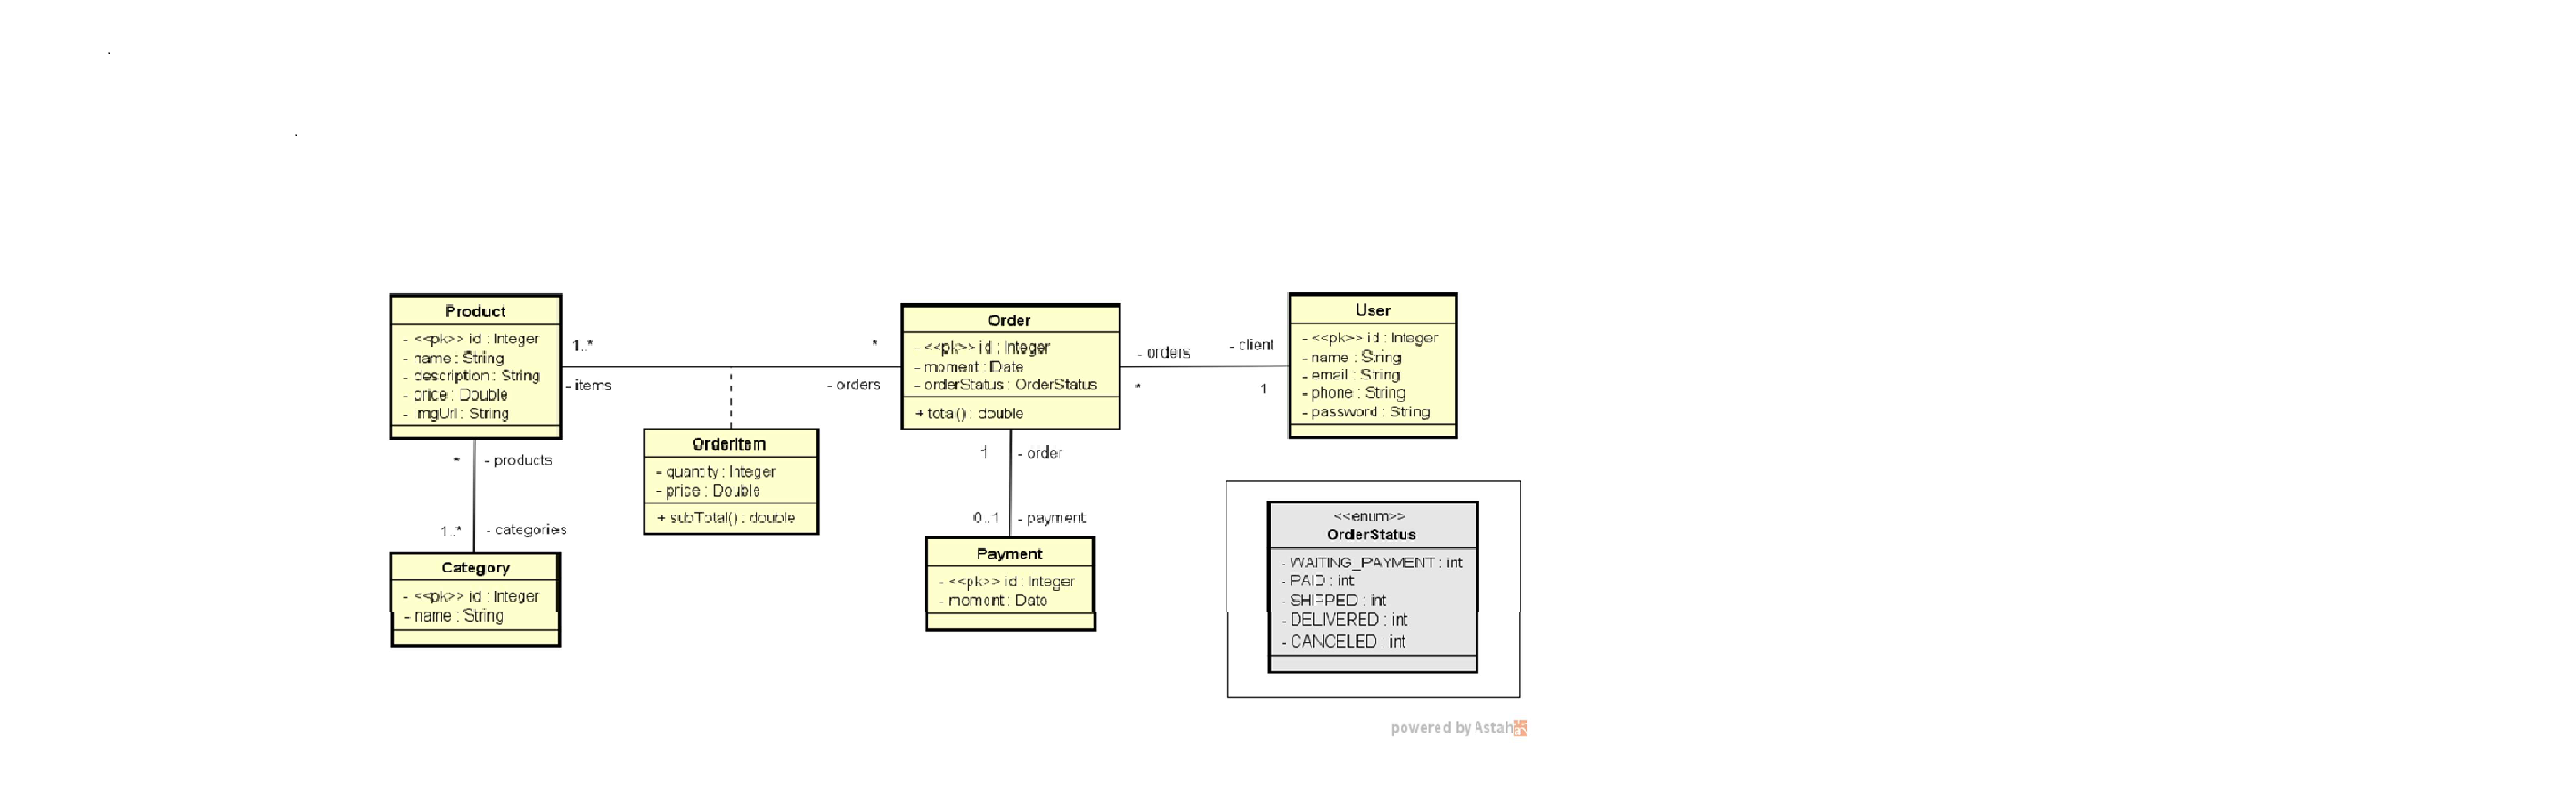 Product
- <<pk>> id : Integer
- name : String
- description : String
- price : Double
- imgUrl : String
1..*
- items
*
- orders
Order
- <<pk>> id : Integer
- moment : Date
- orderStatus : OrderStatus
+ total() : double
- orders
*
- client
1
User
- <<pk>> id : Integer
- name : String
- email : String
- phone : String
- password : String
OrderItem
- quantity : Integer
- price : Double
+ subTotal() : double
* - products
1..* - categories
Category
- <<pk>> id : Integer
- name : String
1 - order
0..1 - payment
Payment
- <<pk>> id : Integer
- moment : Date
<<enum>>
OrderStatus
- WAITING_PAYMENT : int
- PAID : int
- SHIPPED : int
- DELIVERED : int
- CANCELED : int
powered by Astah